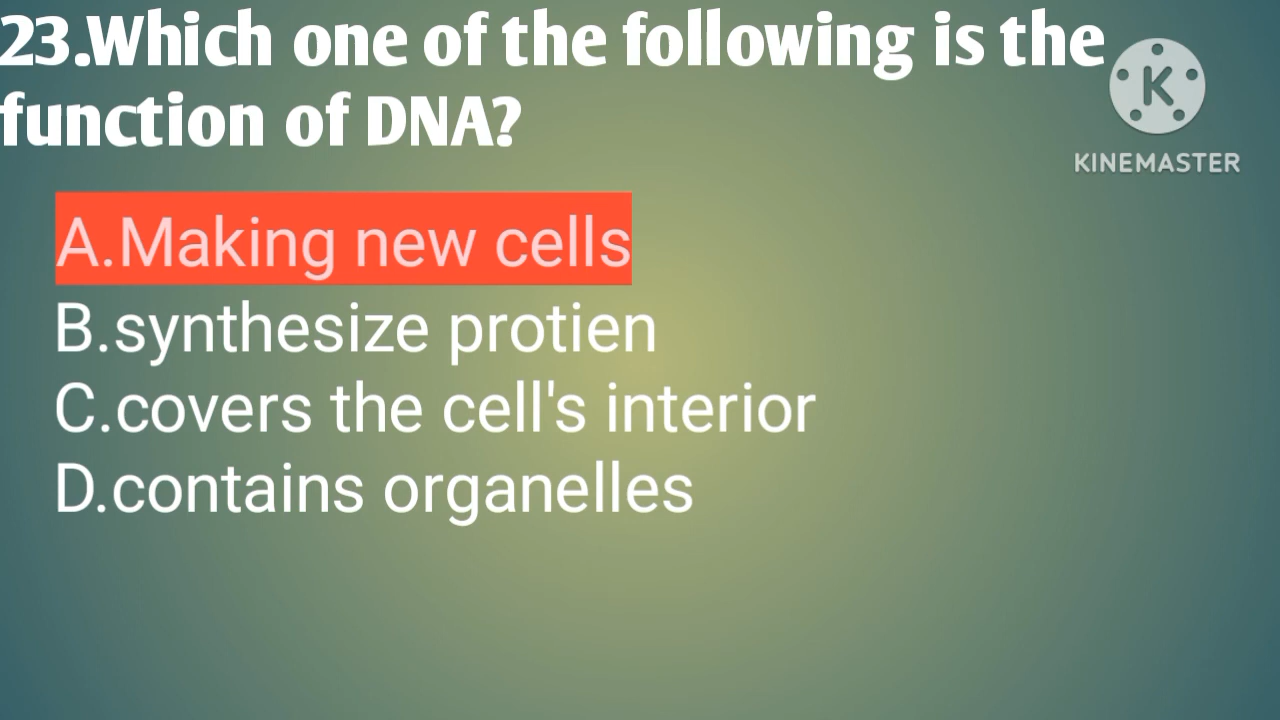 23.Which one of the following is the
function of DNA?
K
KINEMASTER
A.Making new cells
B.synthesize protien
C.covers the cell's interior
D.contains organelles